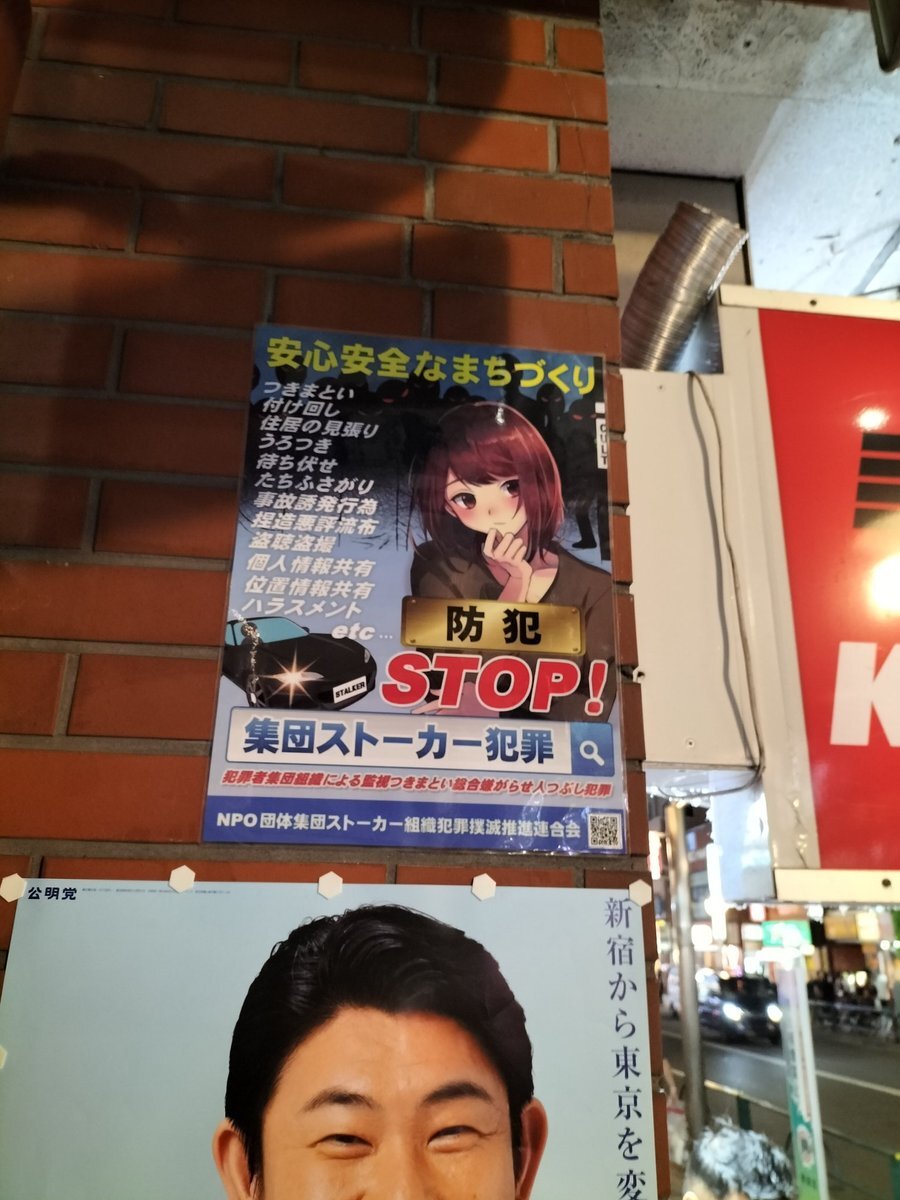 安心安全なまちづくり
つきまとい
付け回し
住居の見張り
うろつき
待ち伏せ
たちふさがり
事故誘発行為
捏造悪評流布
盗聴盗撮
個人情報共有
位置情報共有
ハラスメント
etc…
CULT
防犯
STALKER
STOP!
集団ストーカー犯罪
犯罪者集団組織による監視つきまとい総合嫌がらせ人つぶし犯罪
NPO団体集団ストーカー組織犯罪撲滅推進連合会
K
公明党
新宿から東京を変